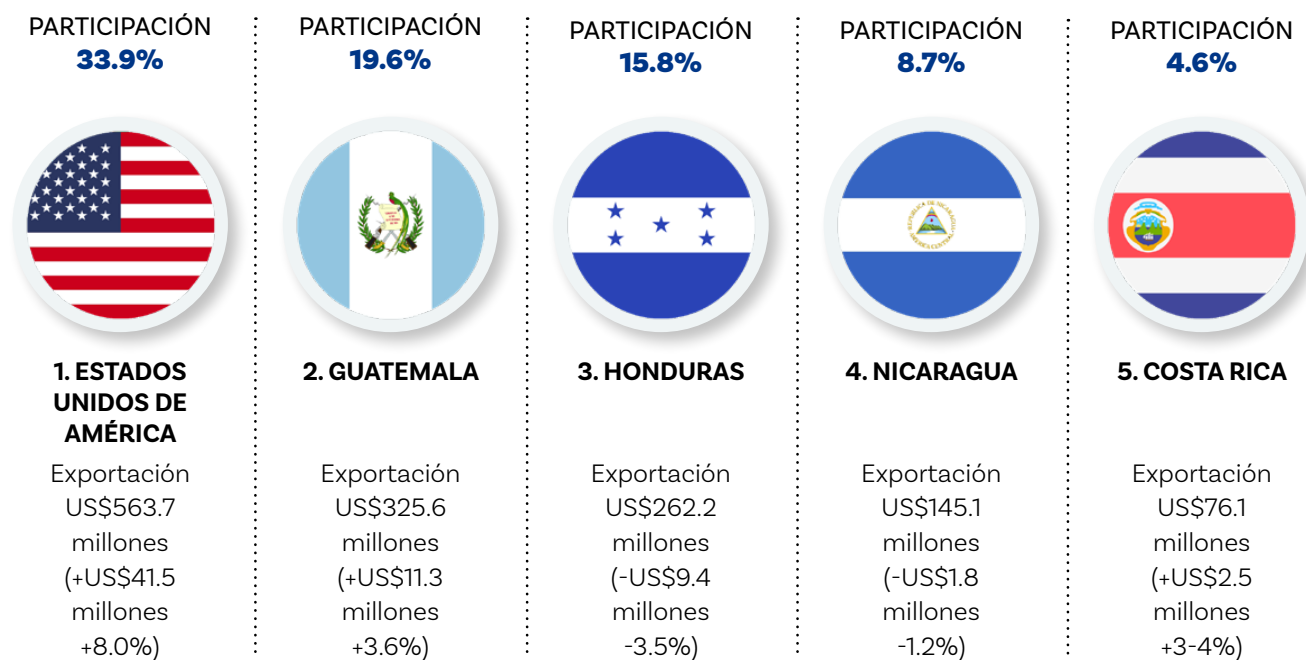 PARTICIPACIÓN
33.9%
1. ESTADOS
UNIDOS DE
AMÉRICA
Exportación
US$563.7
millones
(+US$41.5
millones
+8.0%)
PARTICIPACIÓN
19.6%
2. GUATEMALA
Exportación
US$325.6
millones
(+US$11.3
millones
+3.6%)
PARTICIPACIÓN
15.8%
3. HONDURAS
Exportación
US$262.2
millones
(-US$9.4
millones
-3.5%)
PARTICIPACIÓN
8.7%
4. NICARAGUA
Exportación
US$145.1
millones
(-US$1.8
millones
-1.2%)
PARTICIPACIÓN
4.6%
5. COSTA RICA
Exportación
US$76.1
millones
(+US$2.5
millones
+3-4%)